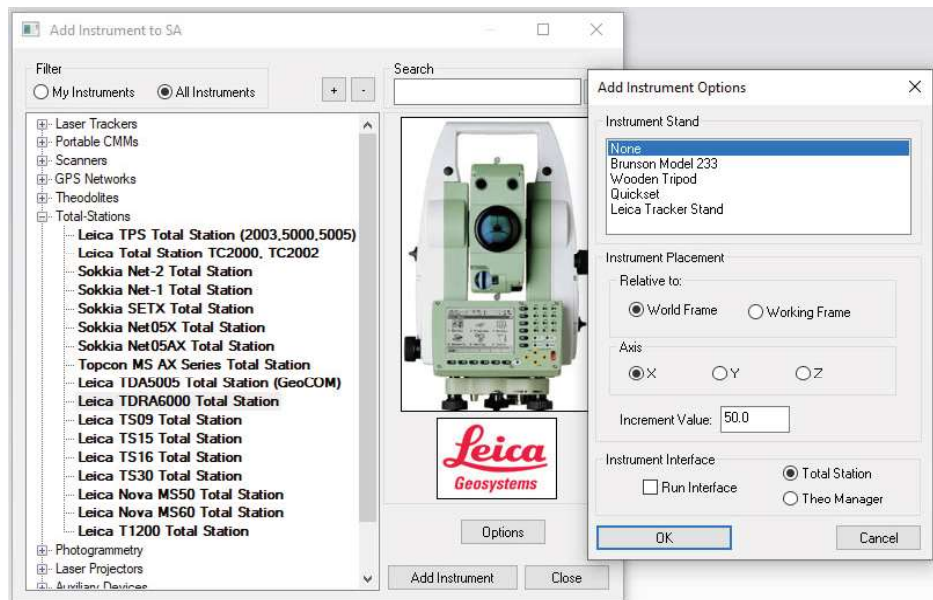 Add Instrument to SA
Filter
My Instruments
All Instruments
+
-
Search
Laser Trackers
Portable CMMs
Scanners
GPS Networks
Theodolites
Total-Stations
Leica TPS Total Station (2003,5000,5005)
Leica Total Station TC2000, TC2002
Sokkia Net-2 Total Station
Sokkia Net-1 Total Station
Sokkia SETX Total Station
Sokkia Net05X Total Station
Sokkia Net05AX Total Station
Topcon MS AX Series Total Station
Leica TDA5005 Total Station (GeoCOM)
Leica TDRA6000 Total Station
Leica TS09 Total Station
Leica TS15 Total Station
Leica TS16 Total Station
Leica TS30 Total Station
Leica Nova MS50 Total Station
Leica Nova MS60 Total Station
Leica T1200 Total Station
Photogrammetry
Laser Projectors
Auxiliary Devices
Leica
Geosystems
Options
Add Instrument
Close
Add Instrument Options
Instrument Stand
None
Brunson Model 233
Wooden Tripod
Quickset
Leica Tracker Stand
Instrument Placement
Relative to:
World Frame
Working Frame
Axis
X
Y
Z
Increment Value: 50.0
Instrument Interface
Run Interface
Total Station
Theo Manager
OK
Cancel